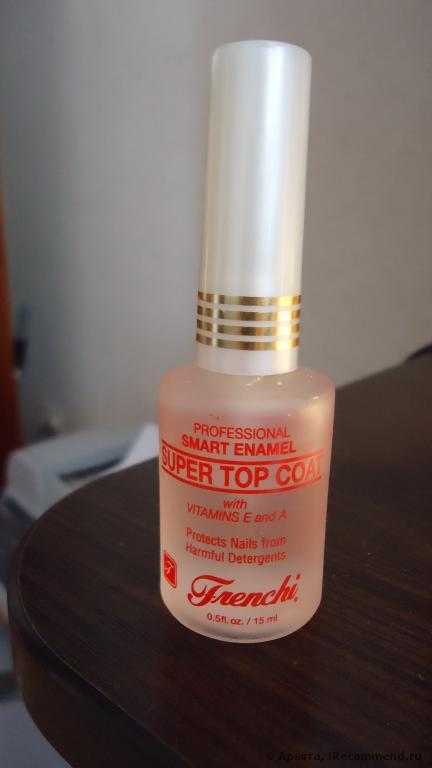 PROFESSIONAL
SMART ENAMEL
SUPER TOP COAT
with
VITAMINS E and A
Protects Nails from
Harmful Detergents
Frenchi
0.5fl. oz. / 15 ml
© Арвита, iRecommend.ru